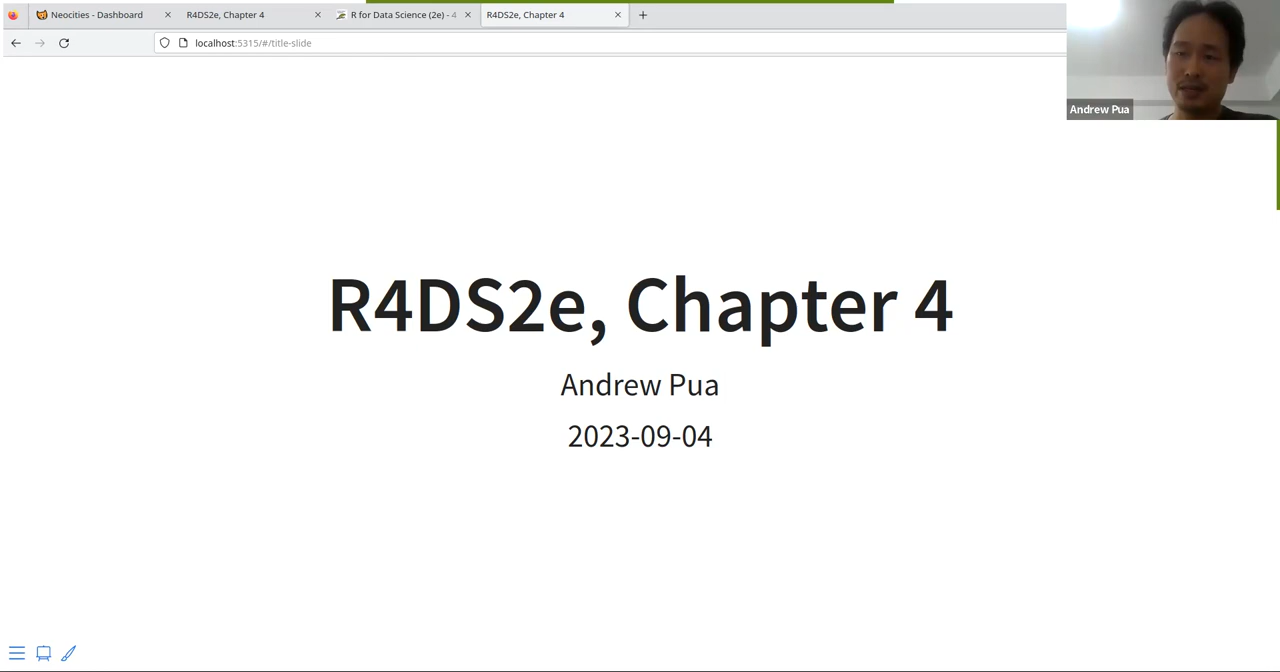 Neocities - Dashboard
R4DS2e, Chapter 4
R for Data Science (2e) - 4
R4DS2e, Chapter 4
localhost:5315/#/title-slide
Andrew Pua
R4DS2e, Chapter 4
Andrew Pua
2023-09-04